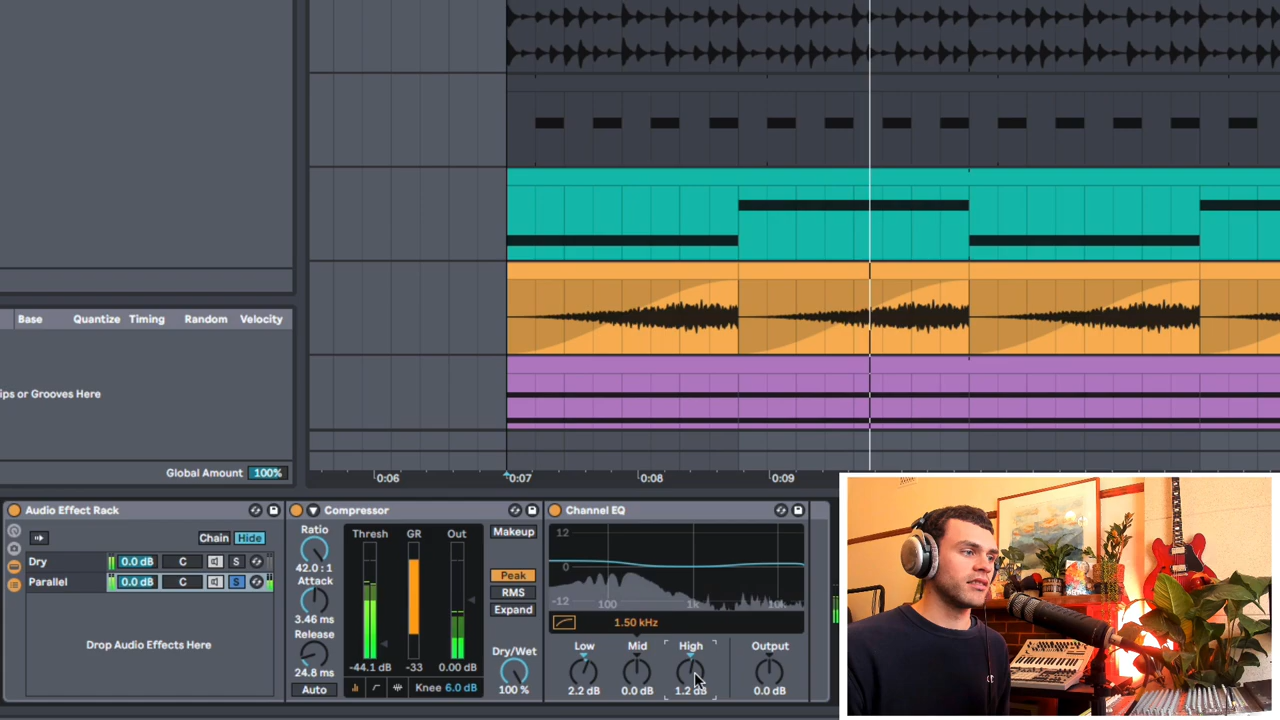 Base Quantize Timing Random Velocity
ips or Grooves Here
Global Amount 100%
0:06 0:07 0:08 0:09
Audio Effect Rack
Chain Hide
Dry 0.0 dB C S
Parallel 0.0 dB C S
Drop Audio Effects Here
Compressor
Ratio
42.0 : 1
Attack
3.46 ms
Release
24.8 ms
Auto
Thresh GR Out
-44.1 dB -33 0.00 dB
Knee 6.0 dB
Makeup
Peak
RMS
Expand
Dry/Wet
100 %
Channel EQ
12
0
-12 100 1k 10k
1.50 kHz
Low Mid High Output
2.2 dB 0.0 dB 1.2 dB 0.0 dB